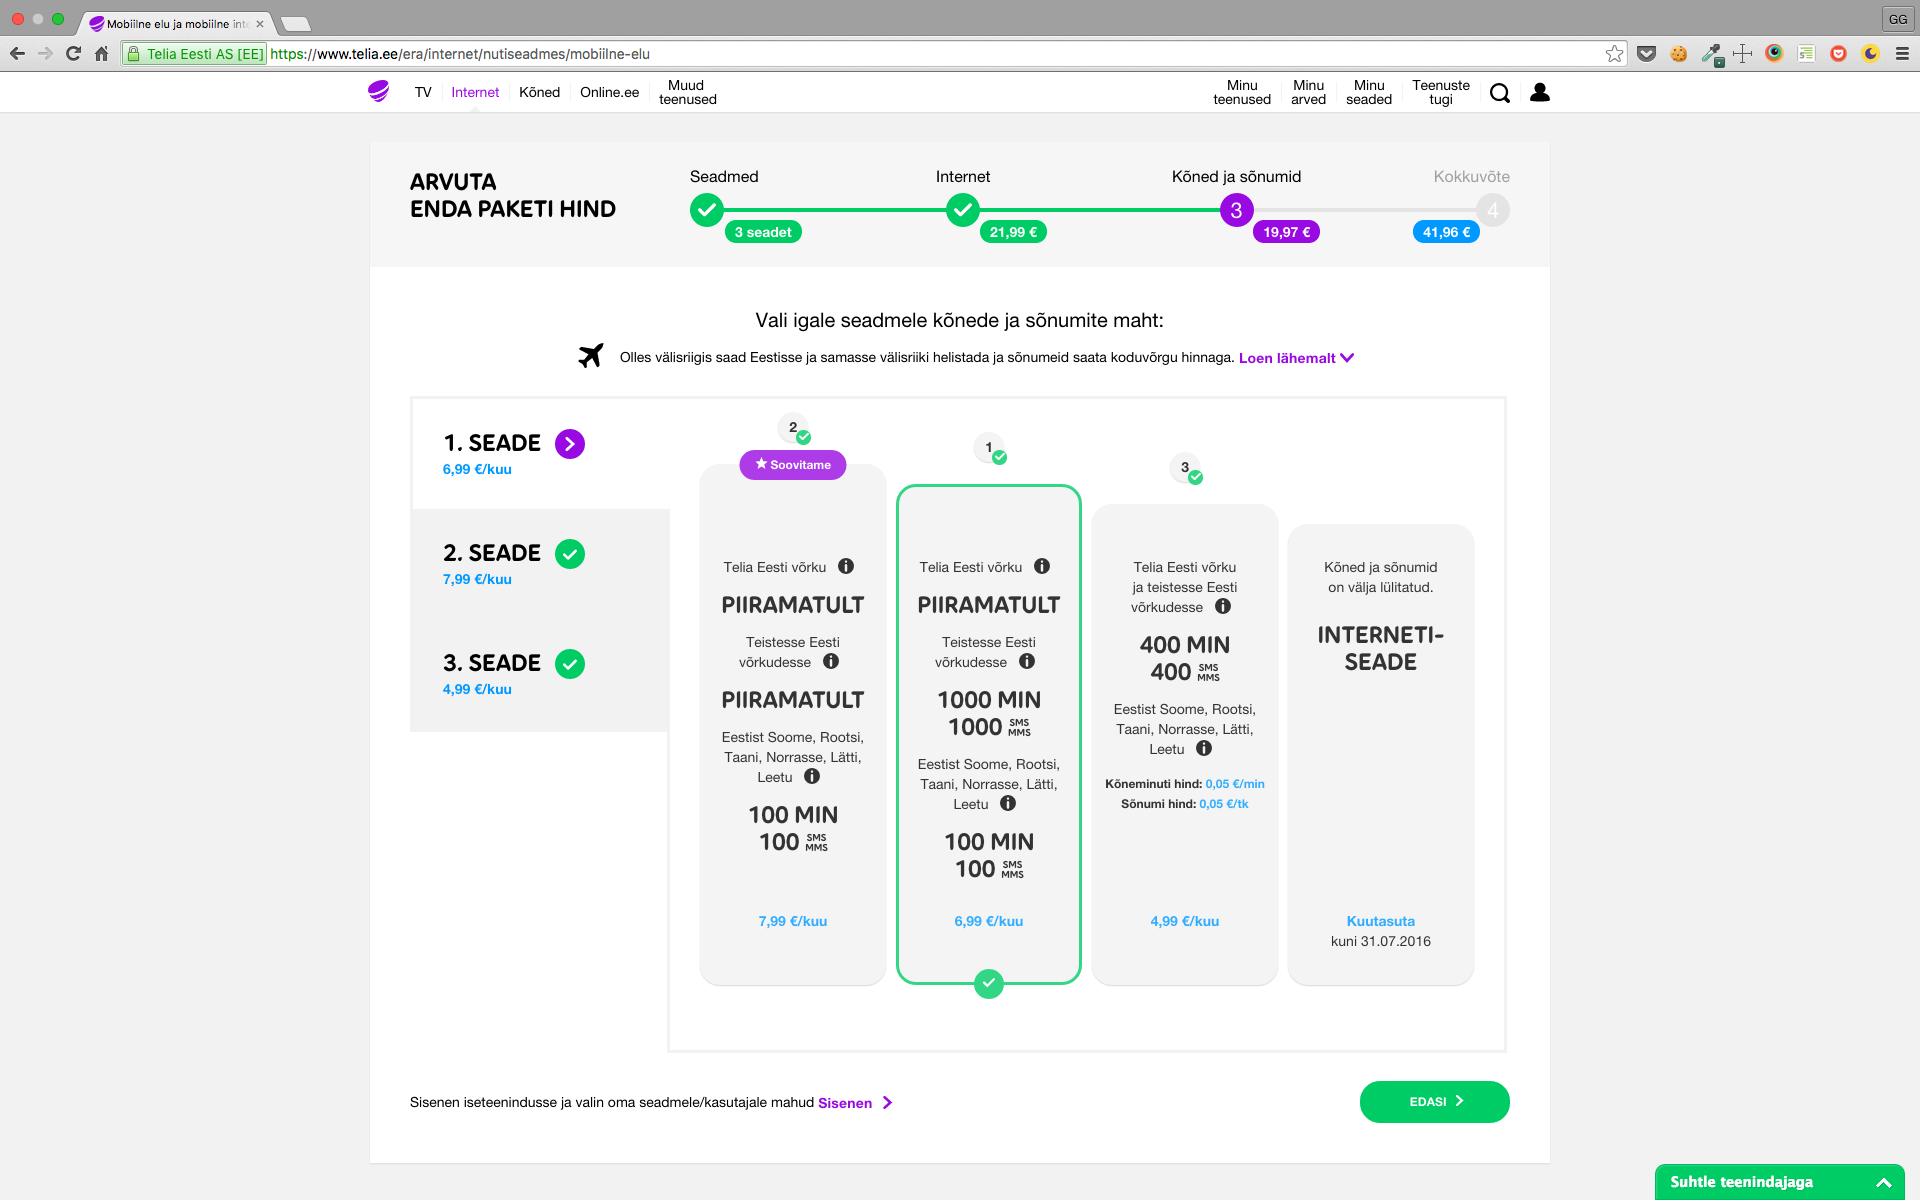 Mobiilne elu ja mobiilne inte
GG
Telia Eesti AS [EE] https://www.telia.ee/era/internet/nutiseadmes/mobiilne-elu
TV
Internet
Kõned
Online.ee
Muud
teenused
Minu
teenused
Minu
arved
Minu
seaded
Teenuste
tugi
ARVUTA
ENDA PAKETI HIND
Seadmed
3 seadet
Internet
21,99 €
Kõned ja sõnumid
3
19,97 €
Kokkuvõte
4
41,96 €
Vali igale seadmele kõnede ja sõnumite maht:
Olles välisriigis saad Eestisse ja samasse välisriiki helistada ja sõnumeid saata koduvõrgu hinnaga. Loen lähemalt
1. SEADE
6,99 €/kuu
2. SEADE
7,99 €/kuu
3. SEADE
4,99 €/kuu
2
Soovitame
Telia Eesti võrku
PIIRAMATULT
Teistesse Eesti
võrkudesse
PIIRAMATULT
Eestist Soome, Rootsi,
Taani, Norrasse, Lätti,
Leetu
100 MIN
100 SMS MMS
7,99 €/kuu
1
Telia Eesti võrku
PIIRAMATULT
Teistesse Eesti
võrkudesse
1000 MIN
1000 SMS MMS
Eestist Soome, Rootsi,
Taani, Norrasse, Lätti,
Leetu
100 MIN
100 SMS MMS
6,99 €/kuu
3
Telia Eesti võrku
ja teistesse Eesti
võrkudesse
400 MIN
400 SMS MMS
Eestist Soome, Rootsi,
Taani, Norrasse, Lätti,
Leetu
Kõneminuti hind: 0,05 €/min
Sõnumi hind: 0,05 €/tk
4,99 €/kuu
Kõned ja sõnumid
on välja lülitatud.
INTERNETI-
SEADE
Kuutasuta
kuni 31.07.2016
Sisenen iseteenindusse ja valin oma seadmele/kasutajale mahud Sisenen
EDASI
Suhtle teenindajaga